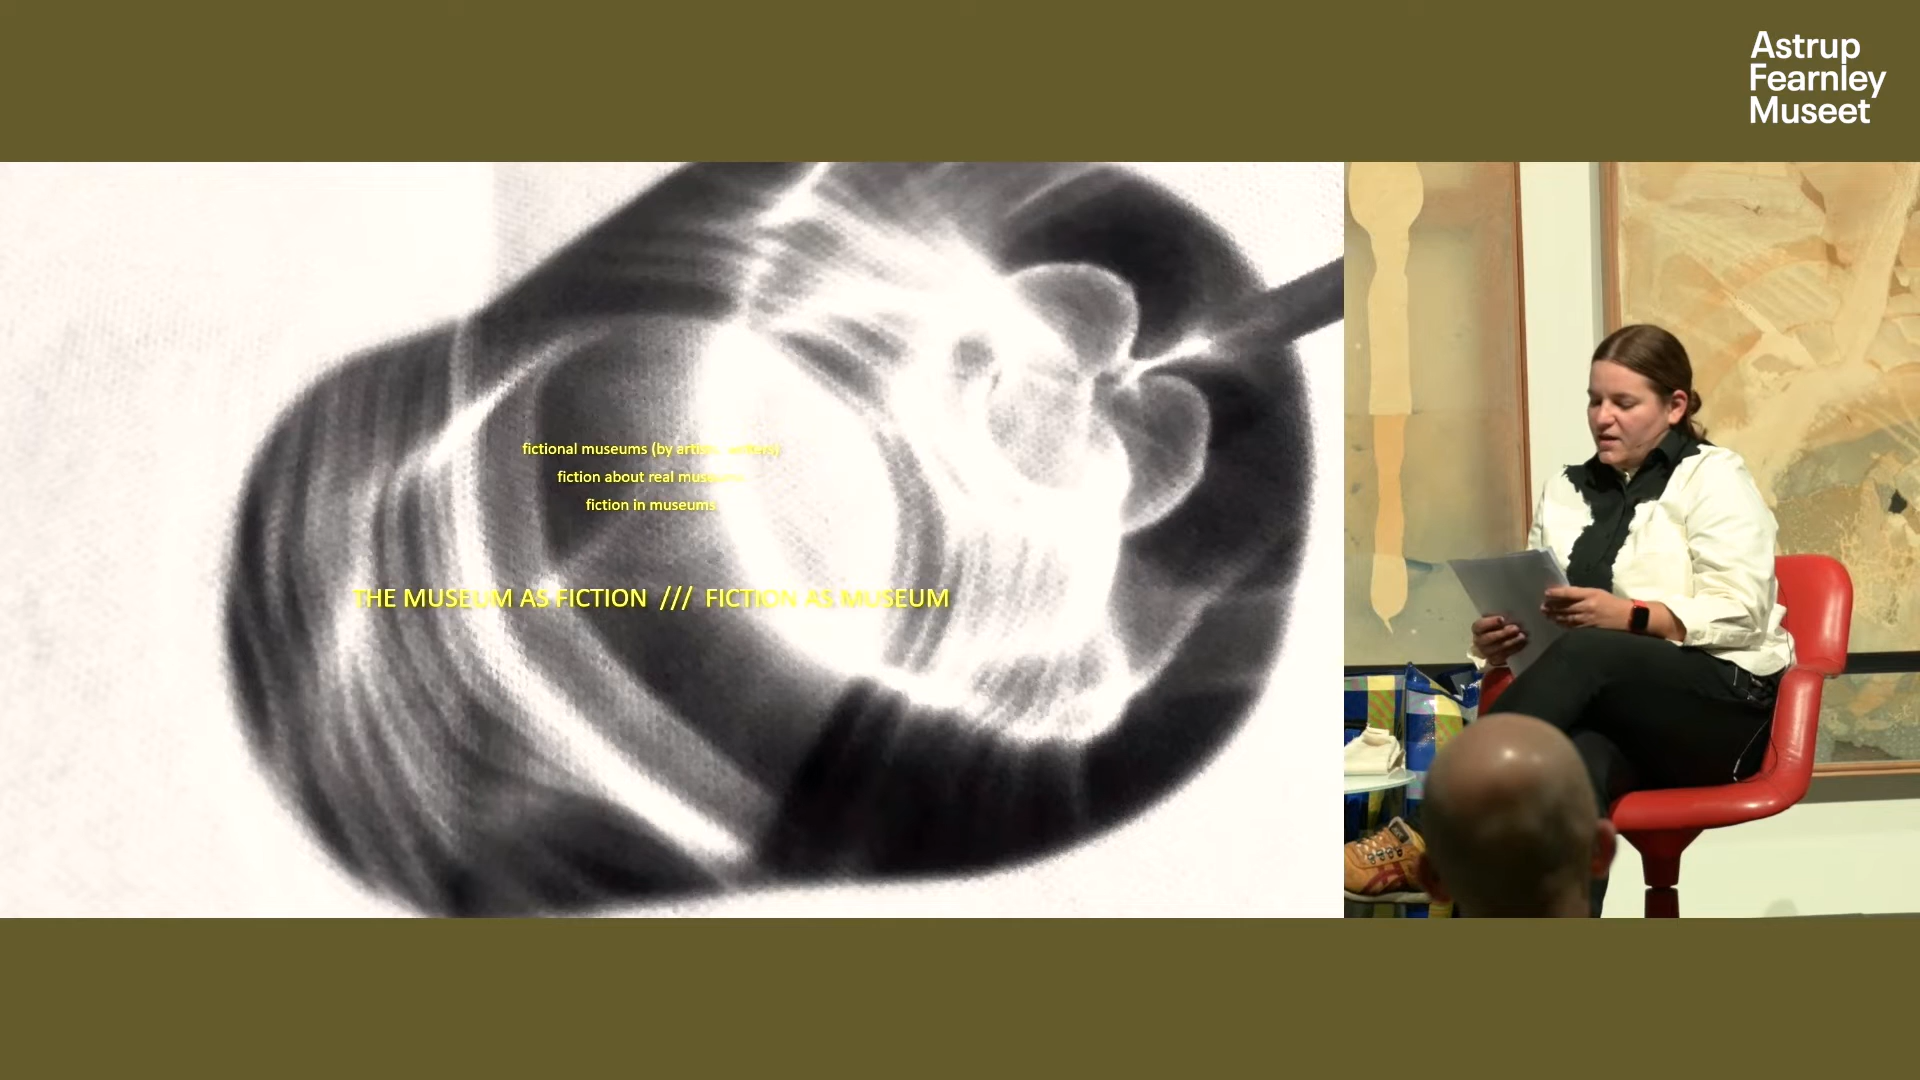 Astrup
Fearnley
Museet
fictional museums (by artists, writers)
fiction about real museums
fiction in museums
THE MUSEUM AS FICTION /// FICTION AS MUSEUM